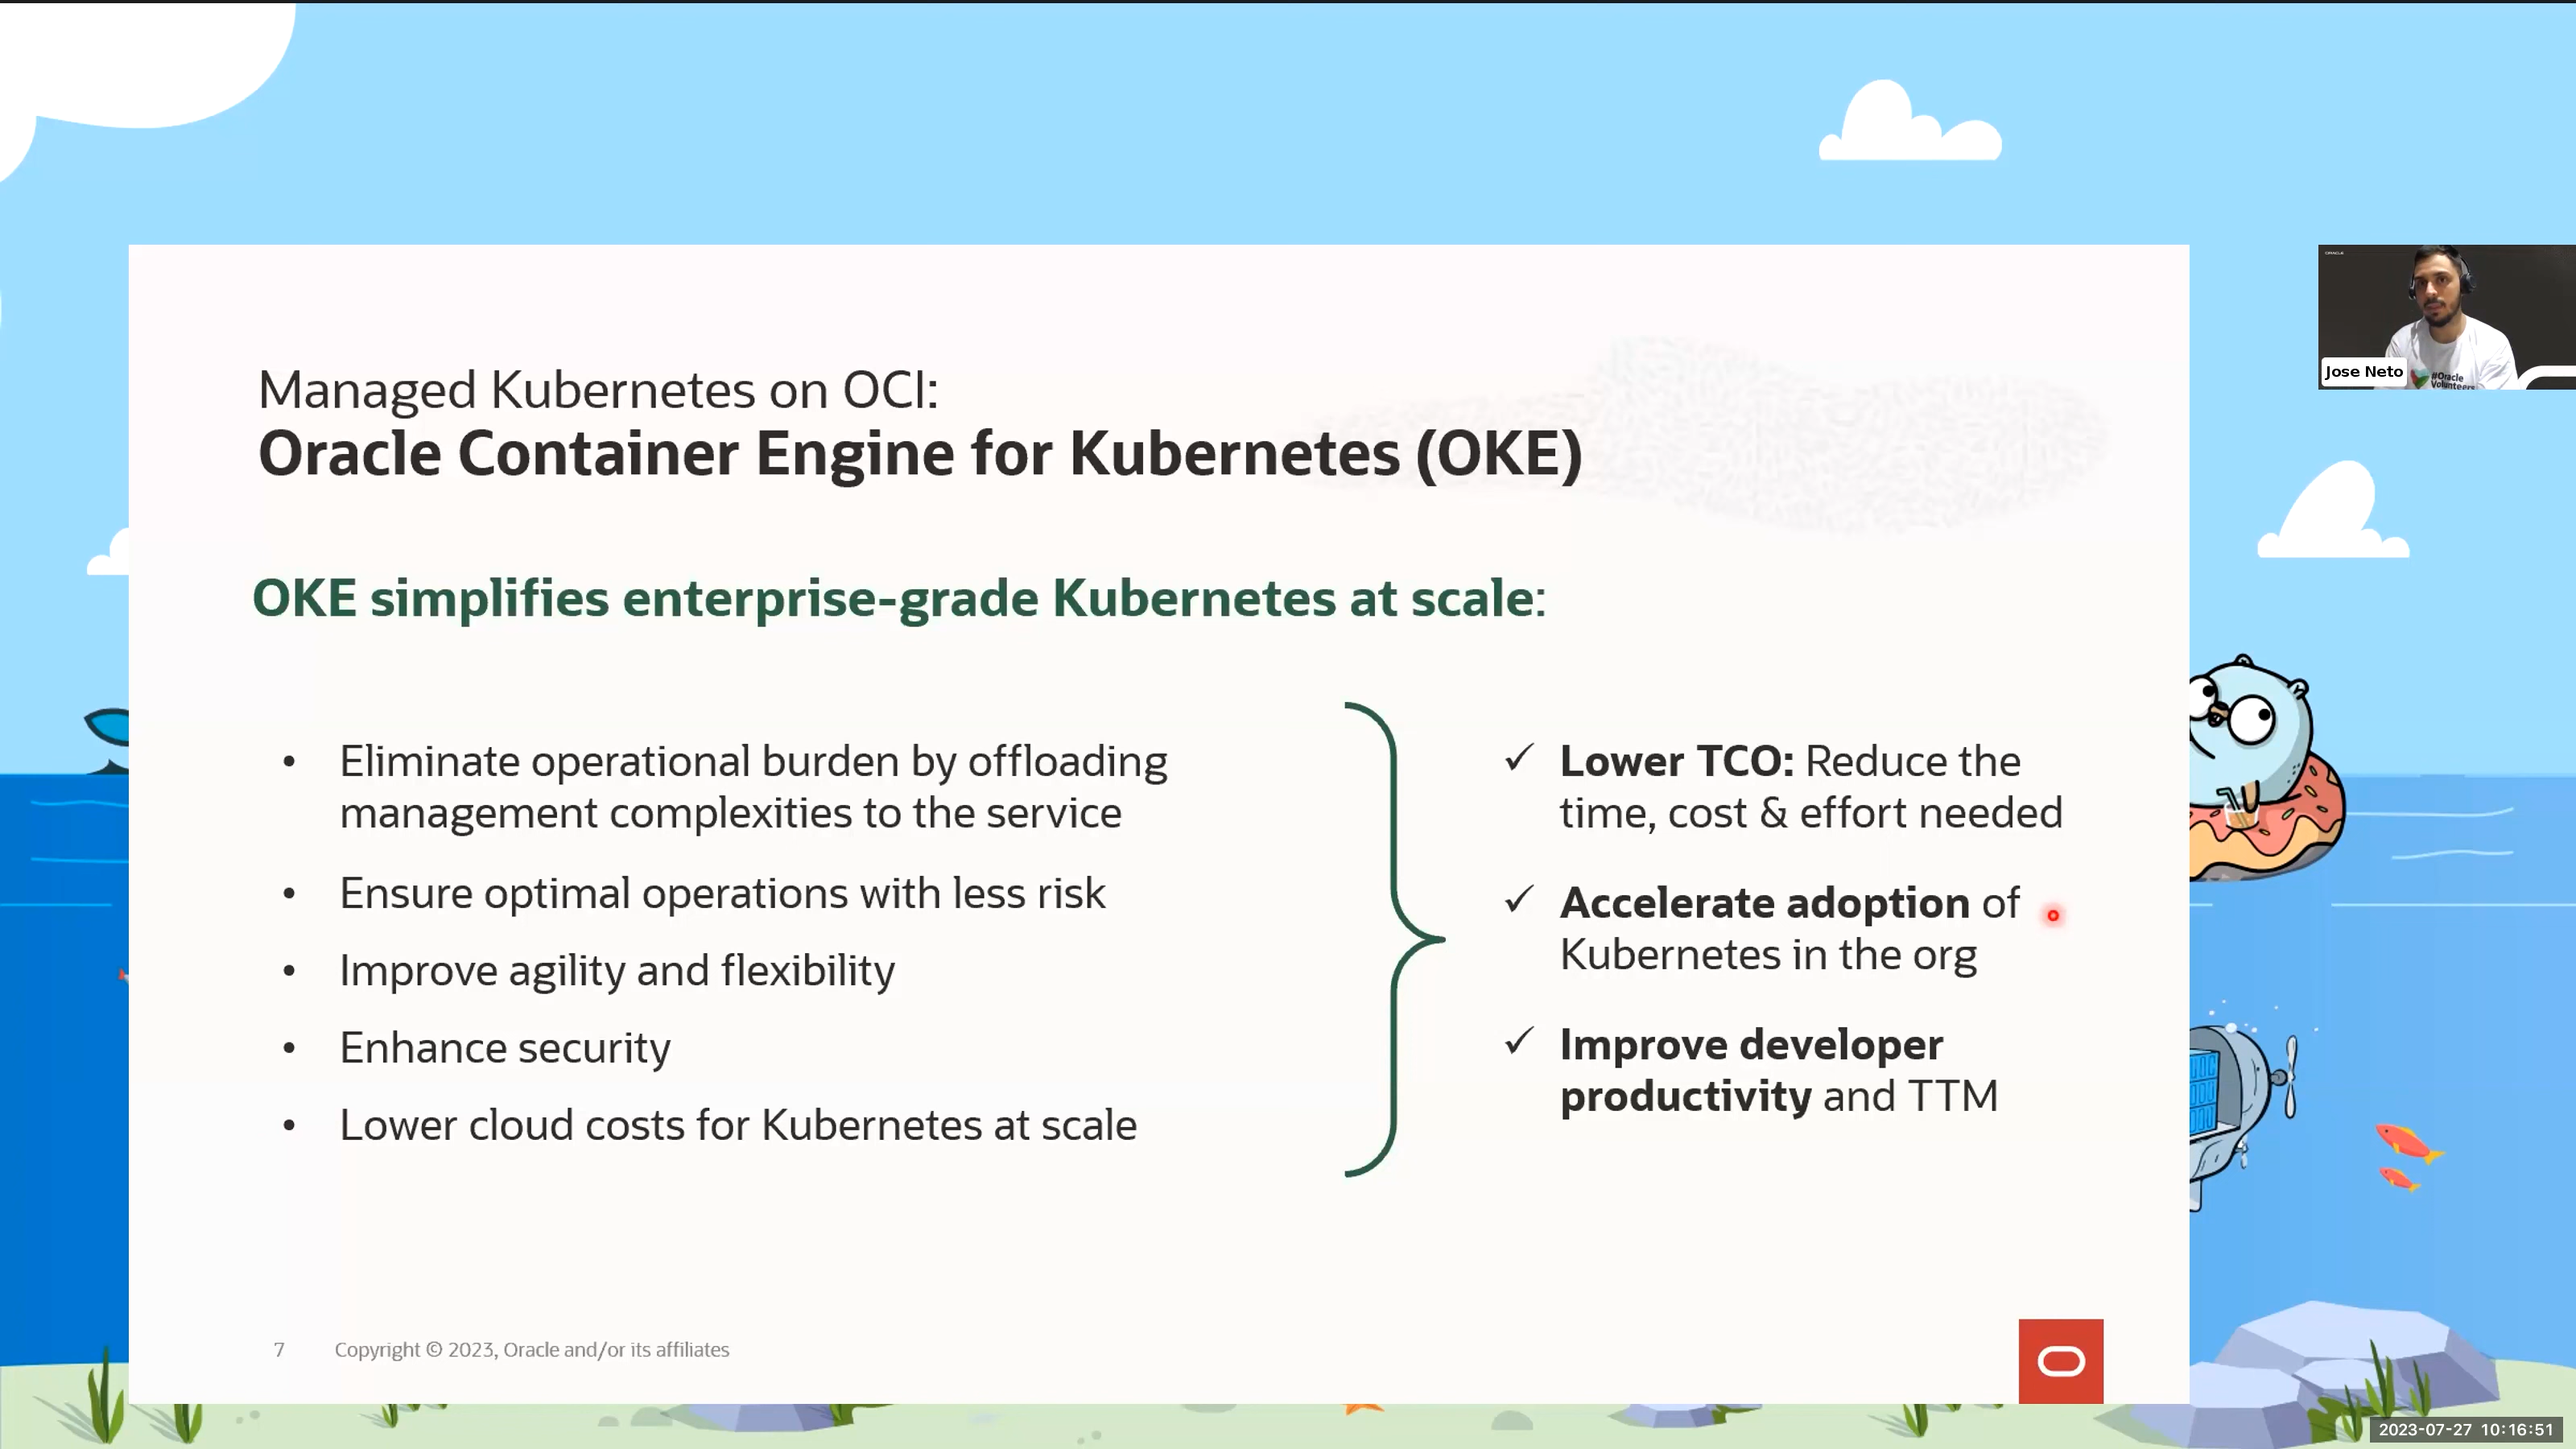 ORACLE
Jose Neto
#Oracle
Volunteers
Managed Kubernetes on OCI:
Oracle Container Engine for Kubernetes (OKE)
OKE simplifies enterprise-grade Kubernetes at scale:
• Eliminate operational burden by offloading
management complexities to the service
• Ensure optimal operations with less risk
• Improve agility and flexibility
• Enhance security
• Lower cloud costs for Kubernetes at scale
✓ Lower TCO: Reduce the
time, cost & effort needed
✓ Accelerate adoption of
Kubernetes in the org
✓ Improve developer
productivity and TTM
7 Copyright © 2023, Oracle and/or its affiliates
2023-07-27 10:16:51